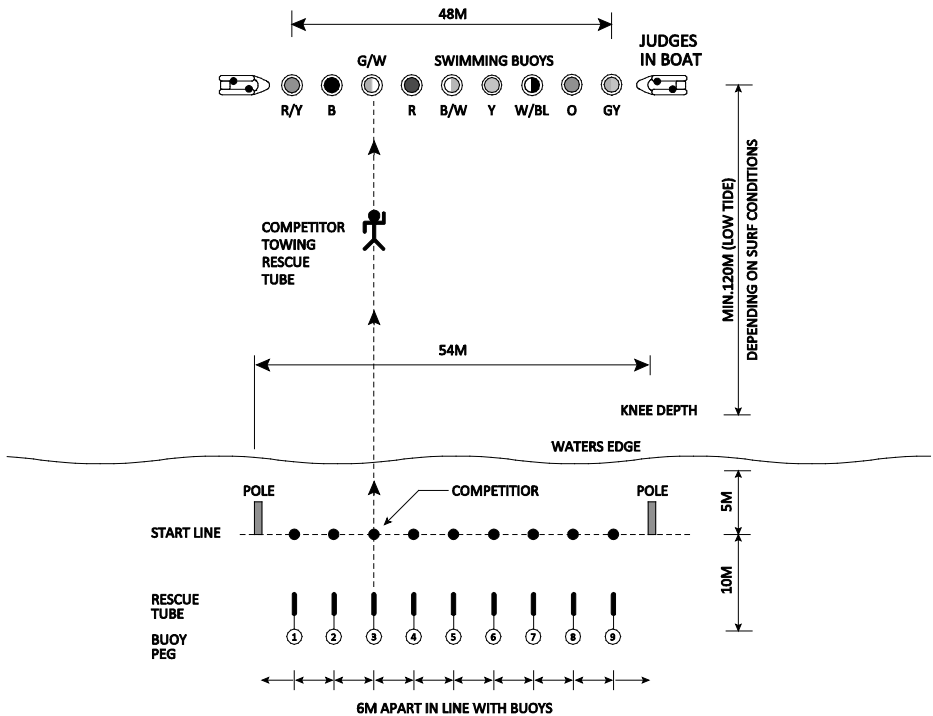 48M
JUDGES
IN BOAT
G/W
SWIMMING BUOYS
R/Y B R B/W Y W/BL O GY
COMPETITOR
TOWING
RESCUE
TUBE
MIN.120M (LOW TIDE)
DEPENDING ON SURF CONDITIONS
54M
KNEE DEPTH
WATERS EDGE
POLE
COMPETITIOR
POLE
5M
START LINE
10M
RESCUE
TUBE
BUOY
PEG
1 2 3 4 5 6 7 8 9
6M APART IN LINE WITH BUOYS